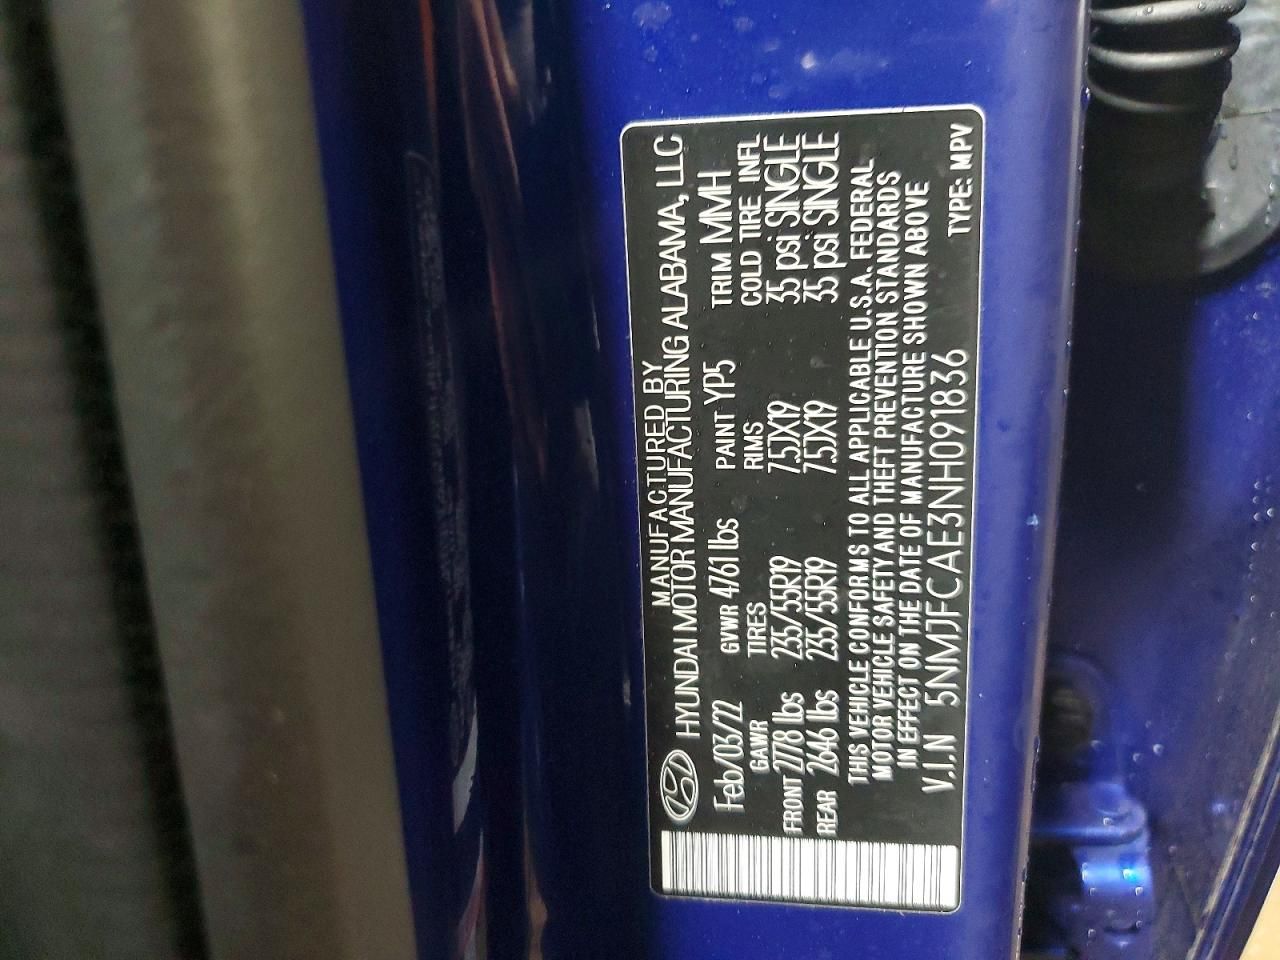 MANUFACTURED BY
HYUNDAI MOTOR MANUFACTURING ALABAMA, LLC
Feb/03/22 GVWR 4761 lbs PAINT YP5 TRIM MMH
GAWR TIRES RIMS COLD TIRE INFL
FRONT 2778 lbs 235/55R19 7.5JX19 35 psi SINGLE
REAR 2646 lbs 235/55R19 7.5JX19 35 psi SINGLE
THIS VEHICLE CONFORMS TO ALL APPLICABLE U.S.A. FEDERAL
MOTOR VEHICLE SAFETY AND THEFT PREVENTION STANDARDS
IN EFFECT ON THE DATE OF MANUFACTURE SHOWN ABOVE
V.I.N 5NMJFCAE3NH091836 TYPE: MPV